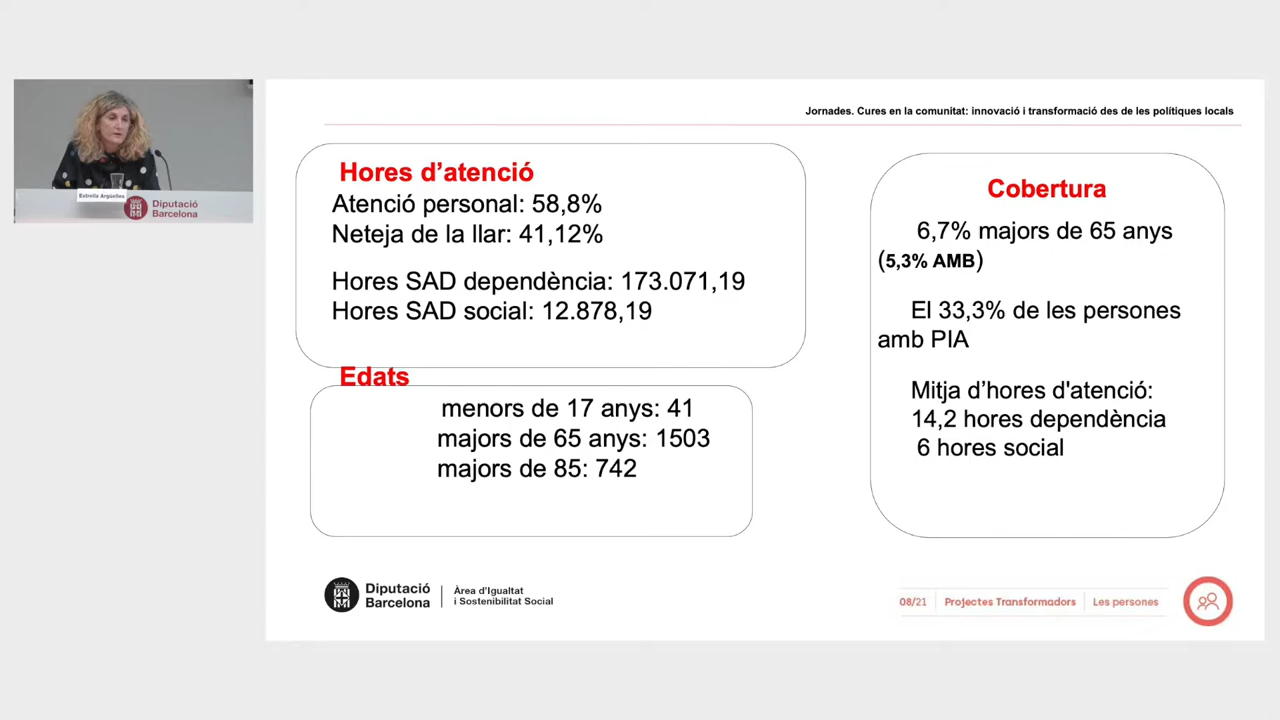 Estrella Argüelles
Diputació
Barcelona
Jornades. Cures en la comunitat: innovació i transformació des de les polítiques locals
Hores d’atenció
Atenció personal: 58,8%
Neteja de la llar: 41,12%
Hores SAD dependència: 173.071,19
Hores SAD social: 12.878,19
Edats
menors de 17 anys: 41
majors de 65 anys: 1503
majors de 85: 742
Cobertura
6,7% majors de 65 anys
(5,3% AMB)
El 33,3% de les persones
amb PIA
Mitja d’hores d'atenció:
14,2 hores dependència
6 hores social
Diputació
Barcelona
Àrea d’Igualtat
i Sostenibilitat Social
08/21 Projectes Transformadors Les persones